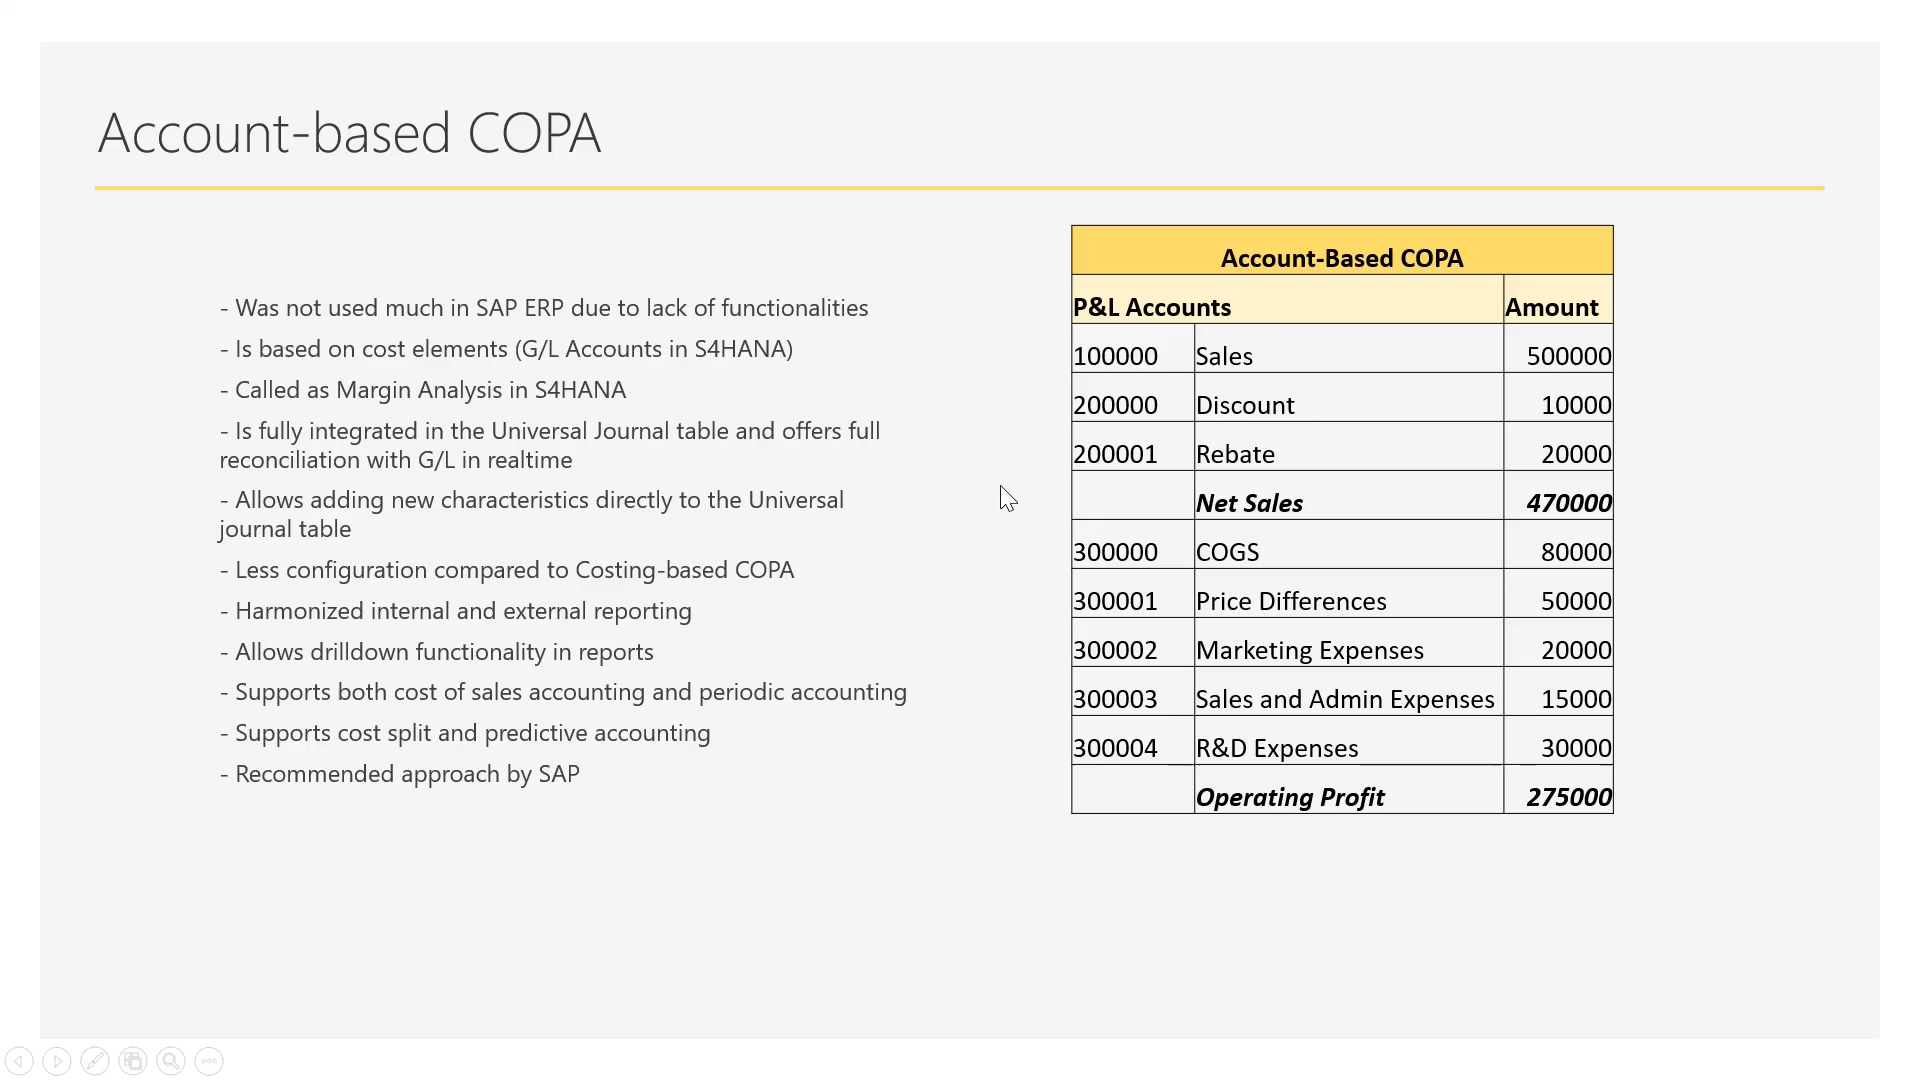 Account-based COPA
- Was not used much in SAP ERP due to lack of functionalities
- Is based on cost elements (G/L Accounts in S4HANA)
- Called as Margin Analysis in S4HANA
- Is fully integrated in the Universal Journal table and offers full
reconciliation with G/L in realtime
- Allows adding new characteristics directly to the Universal
journal table
- Less configuration compared to Costing-based COPA
- Harmonized internal and external reporting
- Allows drilldown functionality in reports
- Supports both cost of sales accounting and periodic accounting
- Supports cost split and predictive accounting
- Recommended approach by SAP
Account-Based COPA
P&L Accounts Amount
100000 Sales 500000
200000 Discount 10000
200001 Rebate 20000
Net Sales 470000
300000 COGS 80000
300001 Price Differences 50000
300002 Marketing Expenses 20000
300003 Sales and Admin Expenses 15000
300004 R&D Expenses 30000
Operating Profit 275000